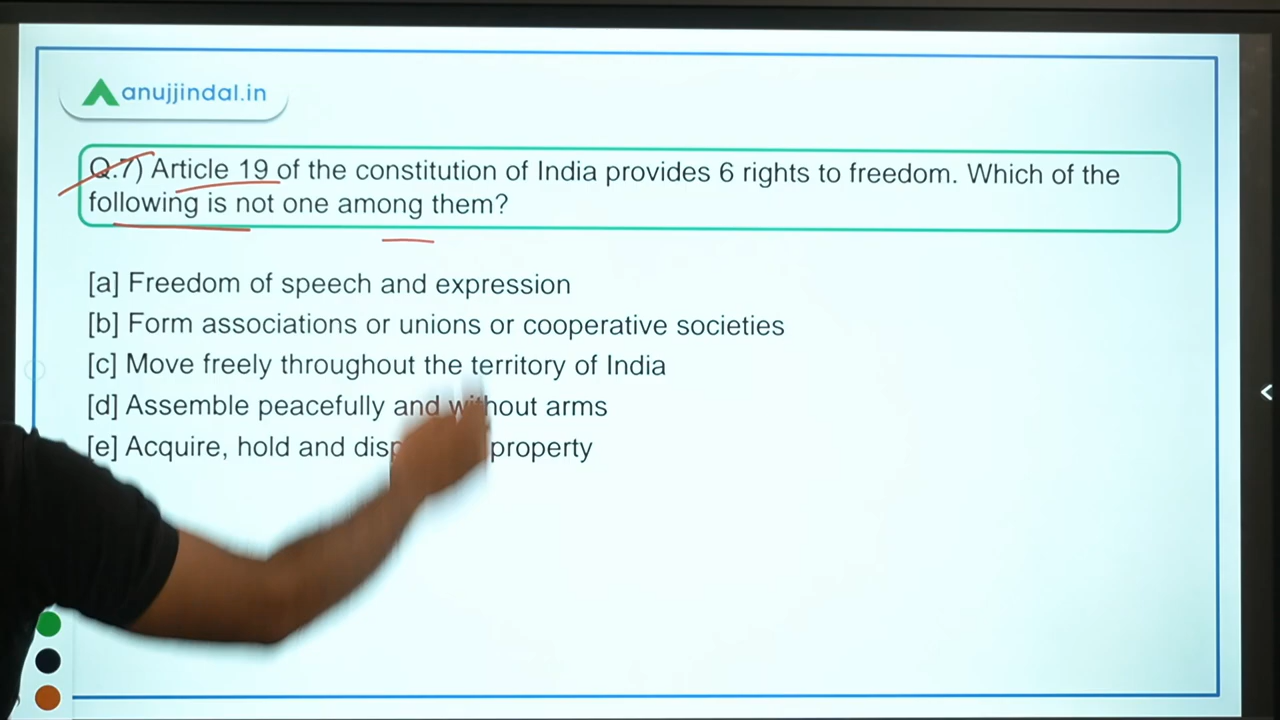 anujjindal.in
Q.7) Article 19 of the constitution of India provides 6 rights to freedom. Which of the
following is not one among them?
[a] Freedom of speech and expression
[b] Form associations or unions or cooperative societies
[c] Move freely throughout the territory of India
[d] Assemble peacefully and without arms
[e] Acquire, hold and property